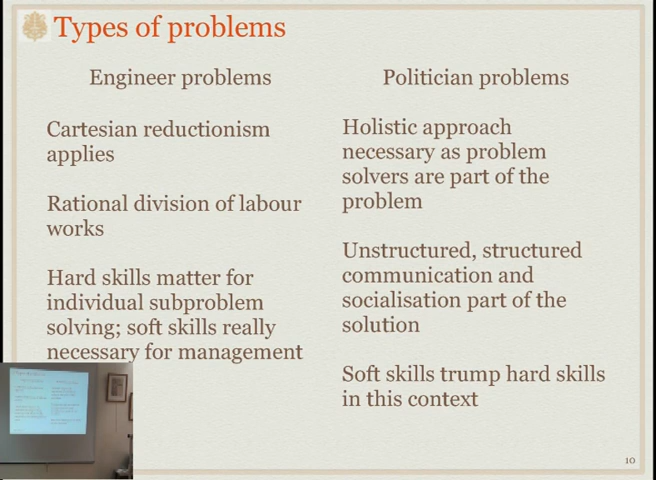 Types of problems
Engineer problems
Cartesian reductionism
applies
Rational division of labour
works
Hard skills matter for
individual subproblem
solving; soft skills really
necessary for management
Politician problems
Holistic approach
necessary as problem
solvers are part of the
problem
Unstructured, structured
communication and
socialisation part of the
solution
Soft skills trump hard skills
in this context
10